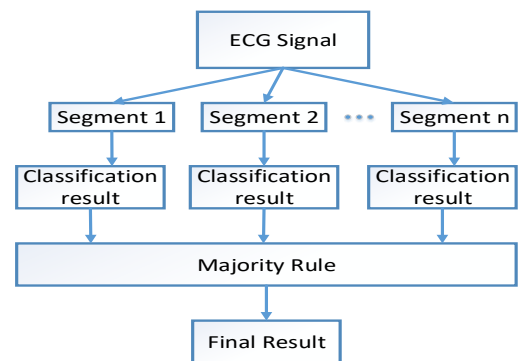 ECG Signal
Segment 1 Segment 2 ••• Segment n
Classification result Classification result Classification result
Majority Rule
Final Result